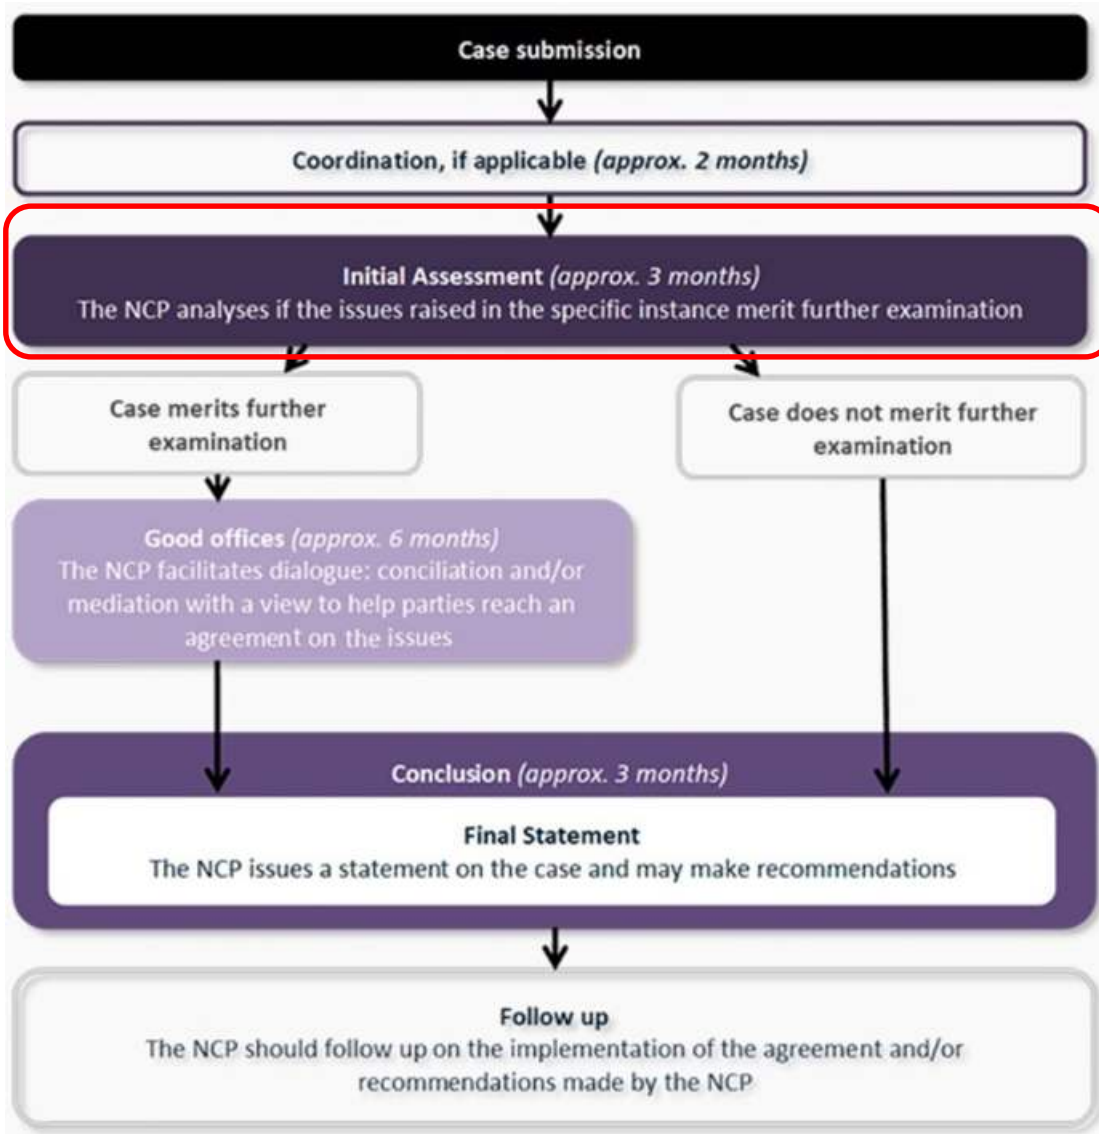 Case submission
Coordination, if applicable (approx. 2 months)
Initial Assessment (approx. 3 months)
The NCP analyses if the issues raised in the specific instance merit further examination
Case merits further
examination
Case does not merit further
examination
Good offices (approx. 6 months)
The NCP facilitates dialogue: conciliation and/or
mediation with a view to help parties reach an
agreement on the issues
Conclusion (approx. 3 months)
Final Statement
The NCP issues a statement on the case and may make recommendations
Follow up
The NCP should follow up on the implementation of the agreement and/or
recommendations made by the NCP